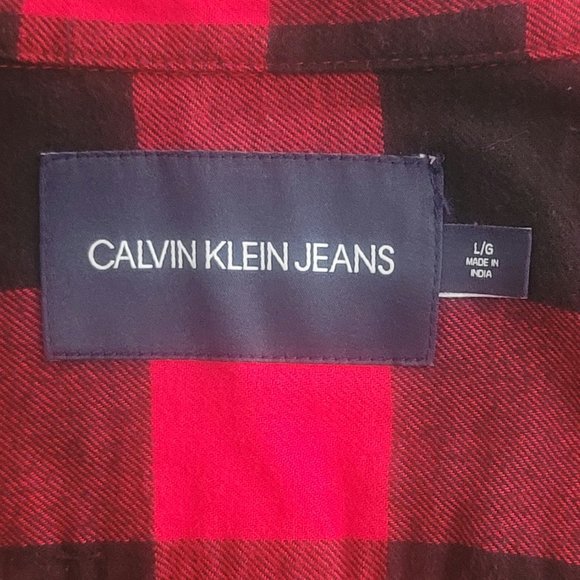 CALVIN KLEIN JEANS
L/G
MADE IN
INDIA